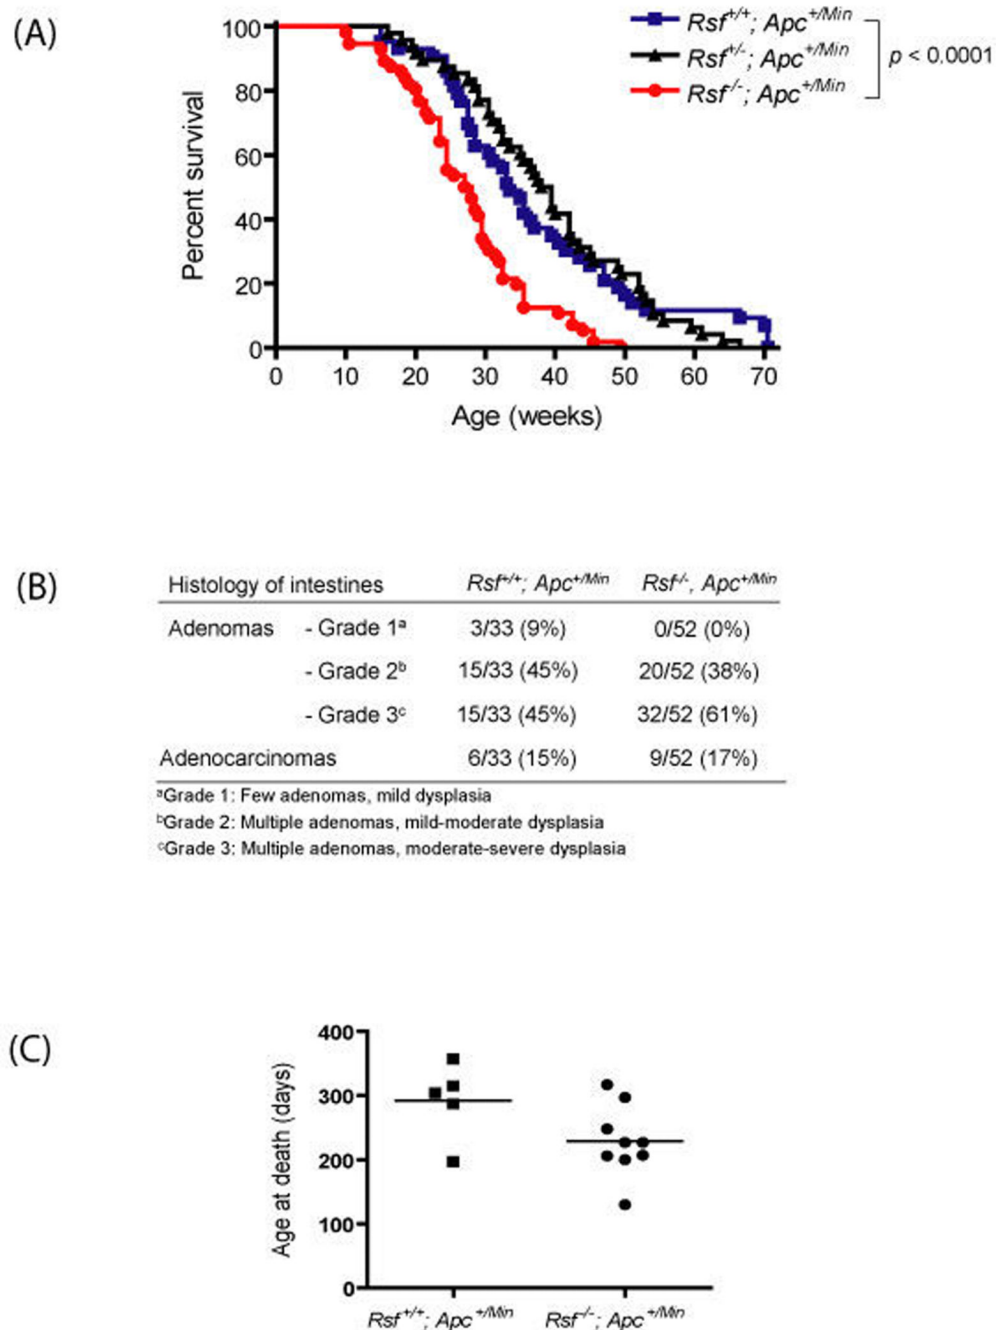 (A)
Rsf+/+; Apc+/Min
Rsf+/-; Apc+/Min
Rsf-/-; Apc+/Min
p < 0.0001
Percent survival
100
80
60
40
20
0
0 10 20 30 40 50 60 70
Age (weeks)
(B)
Histology of intestines Rsf+/+; Apc+/Min Rsf-/-, Apc+/Min
Adenomas - Grade 1a 3/33 (9%) 0/52 (0%)
- Grade 2b 15/33 (45%) 20/52 (38%)
- Grade 3c 15/33 (45%) 32/52 (61%)
Adenocarcinomas 6/33 (15%) 9/52 (17%)
aGrade 1: Few adenomas, mild dysplasia
bGrade 2: Multiple adenomas, mild-moderate dysplasia
cGrade 3: Multiple adenomas, moderate-severe dysplasia
(C)
Age at death (days)
400
300
200
100
0
Rsf+/+; Apc+/Min Rsf-/-; Apc+/Min